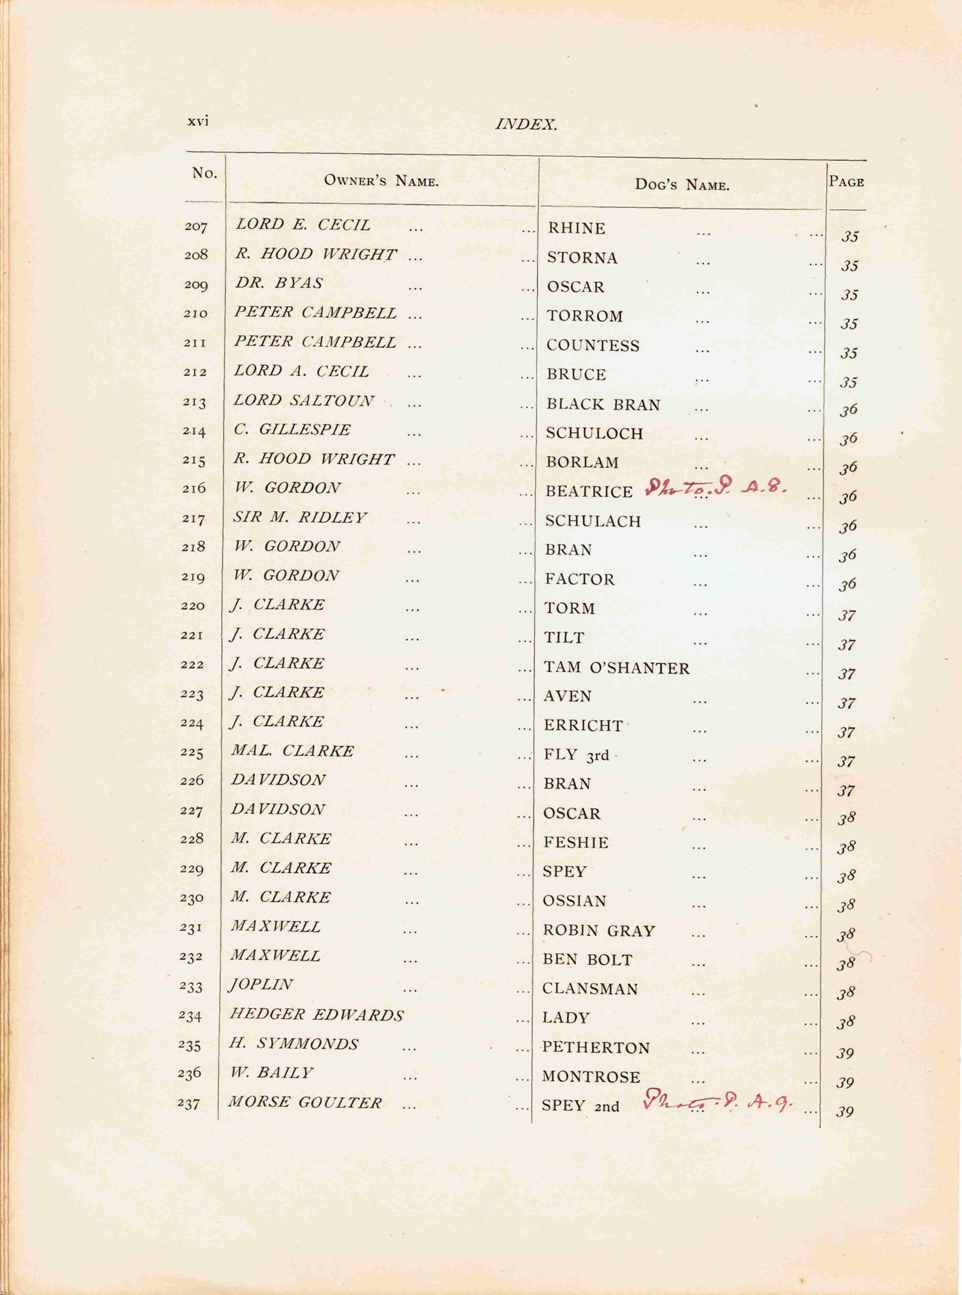 xvi INDEX.
No. OWNER'S NAME. DOG'S NAME. PAGE
207 LORD E. CECIL ... ... RHINE ... ... 35
208 R. HOOD WRIGHT ... ... STORNA ... ... 35
209 DR. BYAS ... ... OSCAR ... ... 35
210 PETER CAMPBELL ... ... TORROM ... ... 35
211 PETER CAMPBELL ... ... COUNTESS ... ... 35
212 LORD A. CECIL ... ... BRUCE ... ... 35
213 LORD SALTOUN ... ... BLACK BRAN ... ... 36
214 C. GILLESPIE ... ... SCHULOCH ... ... 36
215 R. HOOD WRIGHT ... ... BORLAM ... ... 36
216 W. GORDON ... ... BEATRICE Photo. P. A.8. ... ... 36
217 SIR M. RIDLEY ... ... SCHULACH ... ... 36
218 W. GORDON ... ... BRAN ... ... 36
219 W. GORDON ... ... FACTOR ... ... 36
220 J. CLARKE ... ... TORM ... ... 37
221 J. CLARKE ... ... TILT ... ... 37
222 J. CLARKE ... ... TAM O'SHANTER ... 37
223 J. CLARKE ... ... AVEN ... ... 37
224 J. CLARKE ... ... ERRICHT ... ... 37
225 MAL. CLARKE ... ... FLY 3rd ... ... 37
226 DAVIDSON ... ... BRAN ... ... 37
227 DAVIDSON ... ... OSCAR ... ... 38
228 M. CLARKE ... ... FESHIE ... ... 38
229 M. CLARKE ... ... SPEY ... ... 38
230 M. CLARKE ... ... OSSIAN ... ... 38
231 MAXWELL ... ... ROBIN GRAY ... ... 38
232 MAXWELL ... ... BEN BOLT ... ... 38
233 JOPLIN ... ... CLANSMAN ... ... 38
234 HEDGER EDWARDS ... LADY ... ... 38
235 H. SYMMONDS ... ... PETHERTON ... ... 39
236 W. BAILY ... ... MONTROSE ... ... 39
237 MORSE GOULTER ... ... SPEY 2nd Photo. P. A.9. ... ... 39